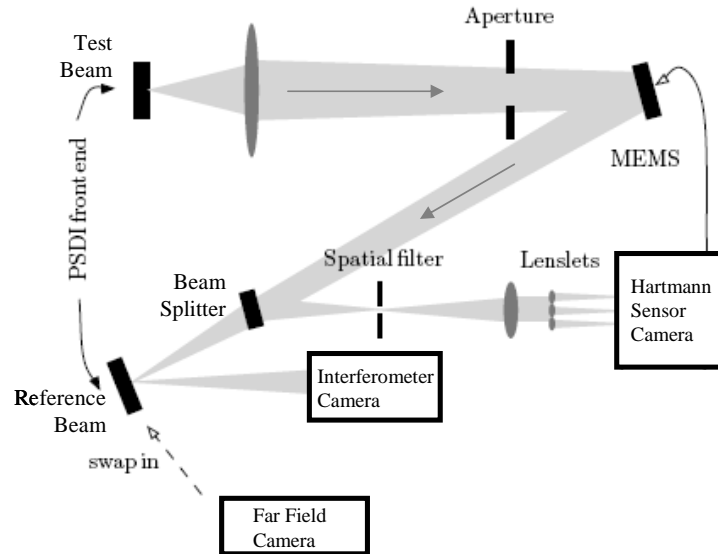 Aperture
Test
Beam
MEMS
PSDI front end
Spatial filter
Lenslets
Beam
Splitter
Hartmann
Sensor
Camera
Interferometer
Camera
Reference
Beam
swap in
Far Field
Camera